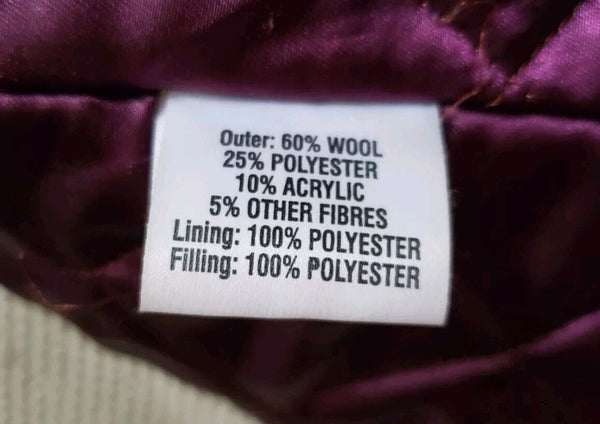 Outer: 60% WOOL
25% POLYESTER
10% ACRYLIC
5% OTHER FIBRES
Lining: 100% POLYESTER
Filling: 100% POLYESTER